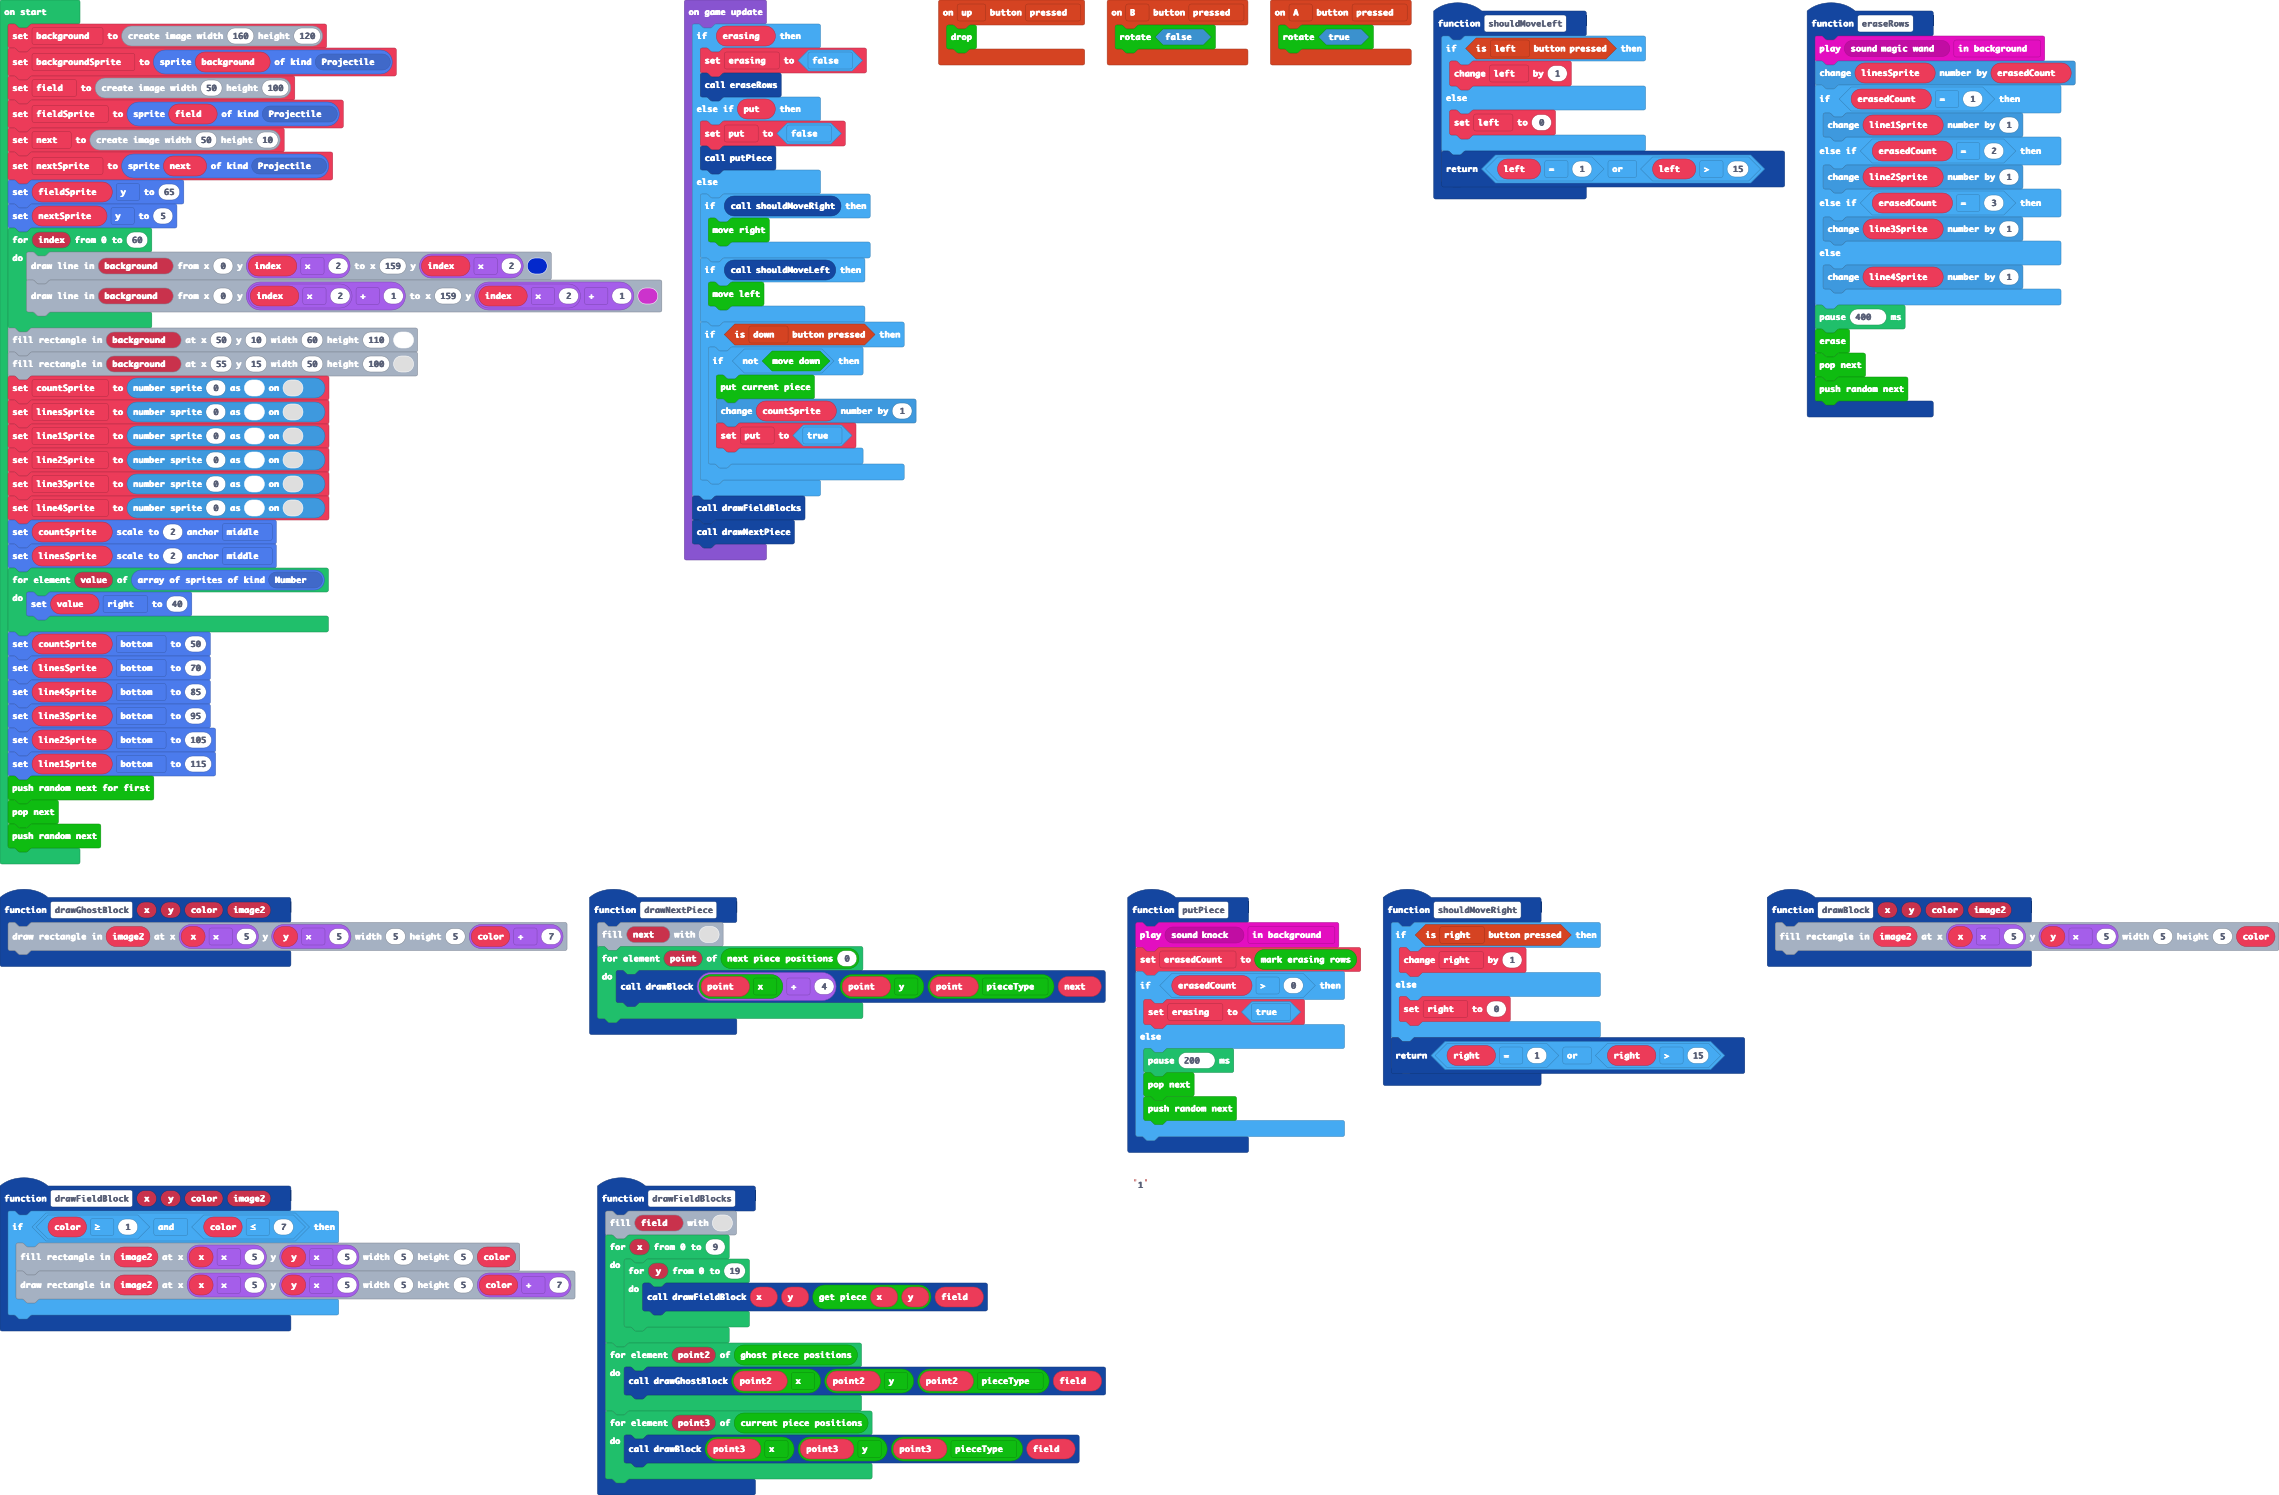 on start
set background to create image width 160 height 120
set backgroundSprite to sprite background of kind Projectile
set field to create image width 50 height 100
set fieldSprite to sprite field of kind Projectile
set next to create image width 50 height 10
set nextSprite to sprite next of kind Projectile
set fieldSprite y to 65
set nextSprite y to 5
for index from 0 to 60
do draw line in background from x 0 y index × 2 to x 159 y index × 2
draw line in background from x 0 y index × 2 + 1 to x 159 y index × 2 + 1
fill rectangle in background at x 50 y 10 width 60 height 110
fill rectangle in background at x 55 y 15 width 50 height 100
set countSprite to number sprite 0 as on
set linesSprite to number sprite 0 as on
set line1Sprite to number sprite 0 as on
set line2Sprite to number sprite 0 as on
set line3Sprite to number sprite 0 as on
set line4Sprite to number sprite 0 as on
set countSprite scale to 2 anchor middle
set linesSprite scale to 2 anchor middle
for element value of array of sprites of kind Number
do set value right to 40
set countSprite bottom to 50
set linesSprite bottom to 70
set line4Sprite bottom to 85
set line3Sprite bottom to 95
set line2Sprite bottom to 105
set line1Sprite bottom to 115
push random next for first
pop next
push random next
on game update
if erasing then
set erasing to false
call eraseRows
else if put then
set put to false
call putPiece
else
if call shouldMoveRight then
move right
if call shouldMoveLeft then
move left
if is down button pressed then
if not move down then
put current piece
change countSprite number by 1
set put to true
call drawFieldBlocks
call drawNextPiece
on up button pressed
drop
on B button pressed
rotate false
on A button pressed
rotate true
function shouldMoveLeft
if is left button pressed then
change left by 1
else
set left to 0
return left = 1 or left > 15
function eraseRows
play sound magic wand in background
change linesSprite number by erasedCount
if erasedCount = 1 then
change line1Sprite number by 1
else if erasedCount = 2 then
change line2Sprite number by 1
else if erasedCount = 3 then
change line3Sprite number by 1
else
change line4Sprite number by 1
pause 400 ms
erase
pop next
push random next
function drawGhostBlock x y color image2
draw rectangle in image2 at x x × 5 y y × 5 width 5 height 5 color + 7
function drawNextPiece
fill next with
for element point of next piece positions 0
do call drawBlock point x + 4 point y point pieceType next
function putPiece
play sound knock in background
set erasedCount to mark erasing rows
if erasedCount > 0 then
set erasing to true
else
pause 200 ms
pop next
push random next
function shouldMoveRight
if is right button pressed then
change right by 1
else
set right to 0
return right = 1 or right > 15
function drawBlock x y color image2
fill rectangle in image2 at x x × 5 y y × 5 width 5 height 5 color
function drawFieldBlock x y color image2
if color ≥ 1 and color ≤ 7 then
fill rectangle in image2 at x x × 5 y y × 5 width 5 height 5 color
draw rectangle in image2 at x x × 5 y y × 5 width 5 height 5 color + 7
function drawFieldBlocks
fill field with
for x from 0 to 9
do for y from 0 to 19
do call drawFieldBlock x y get piece x y field
for element point2 of ghost piece positions
do call drawGhostBlock point2 x point2 y point2 pieceType field
for element point3 of current piece positions
do call drawBlock point3 x point3 y point3 pieceType field
'1'